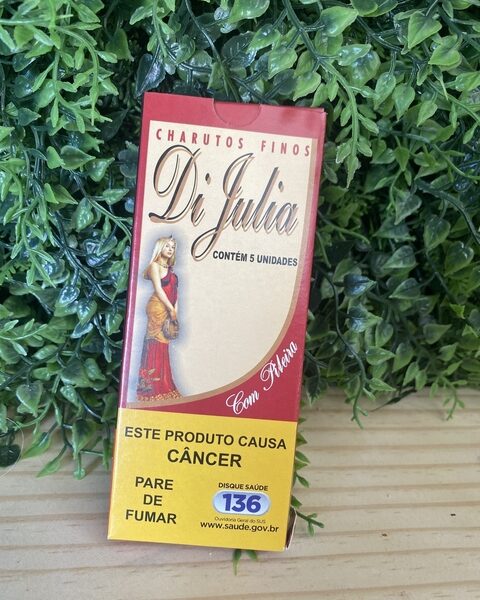 CHARUTOS FINOS
Di Julia
CONTÉM 5 UNIDADES
Com Piteira
ESTE PRODUTO CAUSA
CÂNCER
PARE
DE
FUMAR
DISQUE SAÚDE
136
Ouvidoria Geral do SUS
www.saude.gov.br